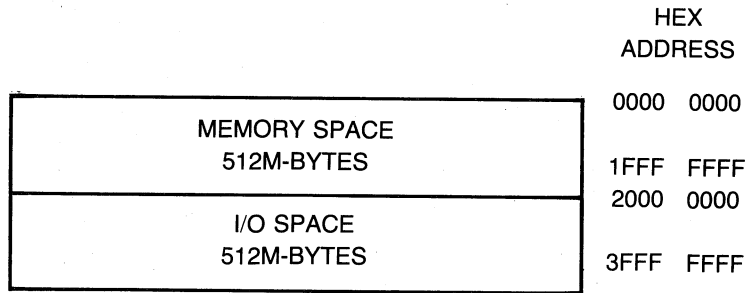 HEX
ADDRESS
0000 0000
MEMORY SPACE
512M-BYTES
1FFF FFFF
2000 0000
I/O SPACE
512M-BYTES
3FFF FFFF